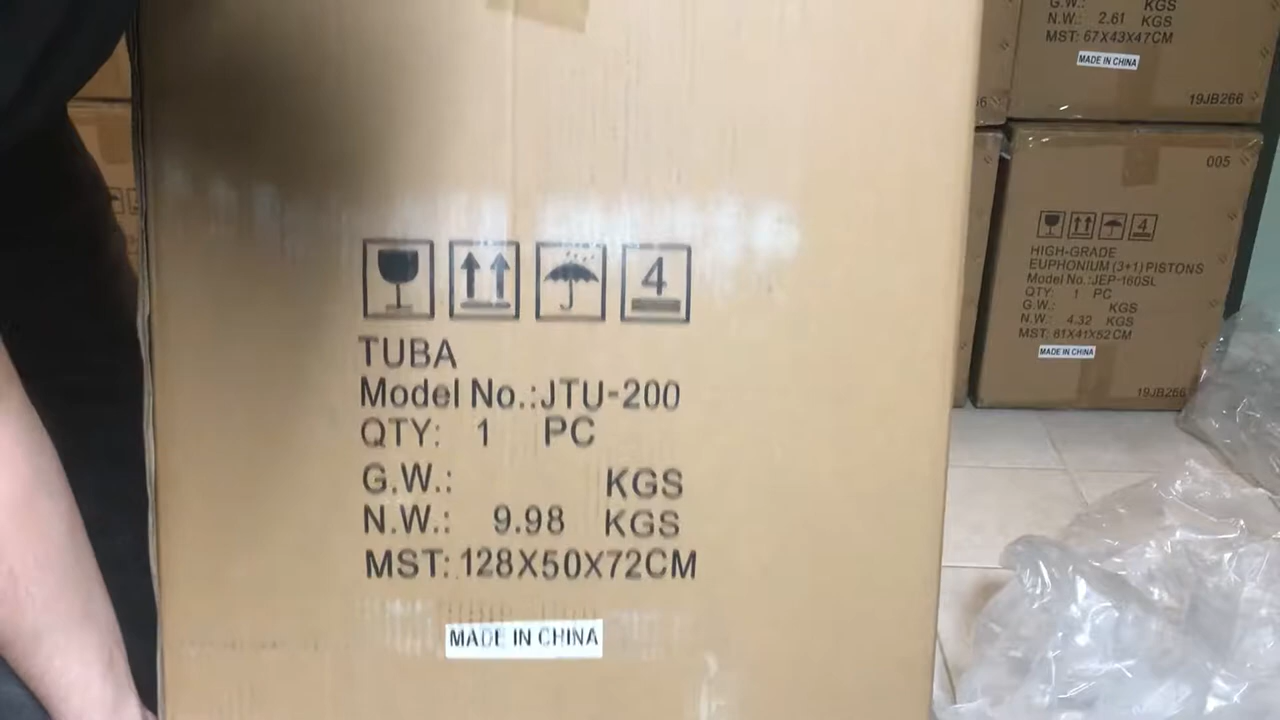 4
TUBA
Model No.:JTU-200
QTY: 1 PC
G.W.: KGS
N.W.: 9.98 KGS
MST: 128X50X72CM
MADE IN CHINA
G.W.: KGS
N.W.: 2.61 KGS
MST: 67X43X47CM
MADE IN CHINA
19JB266
005
4
HIGH-GRADE
EUPHONIUM (3+1) PISTONS
Model No.:JEP-160SL
QTY: 1 PC
G.W.: KGS
N.W.: 4.32 KGS
MST: 81X41X52CM
MADE IN CHINA
19JB266